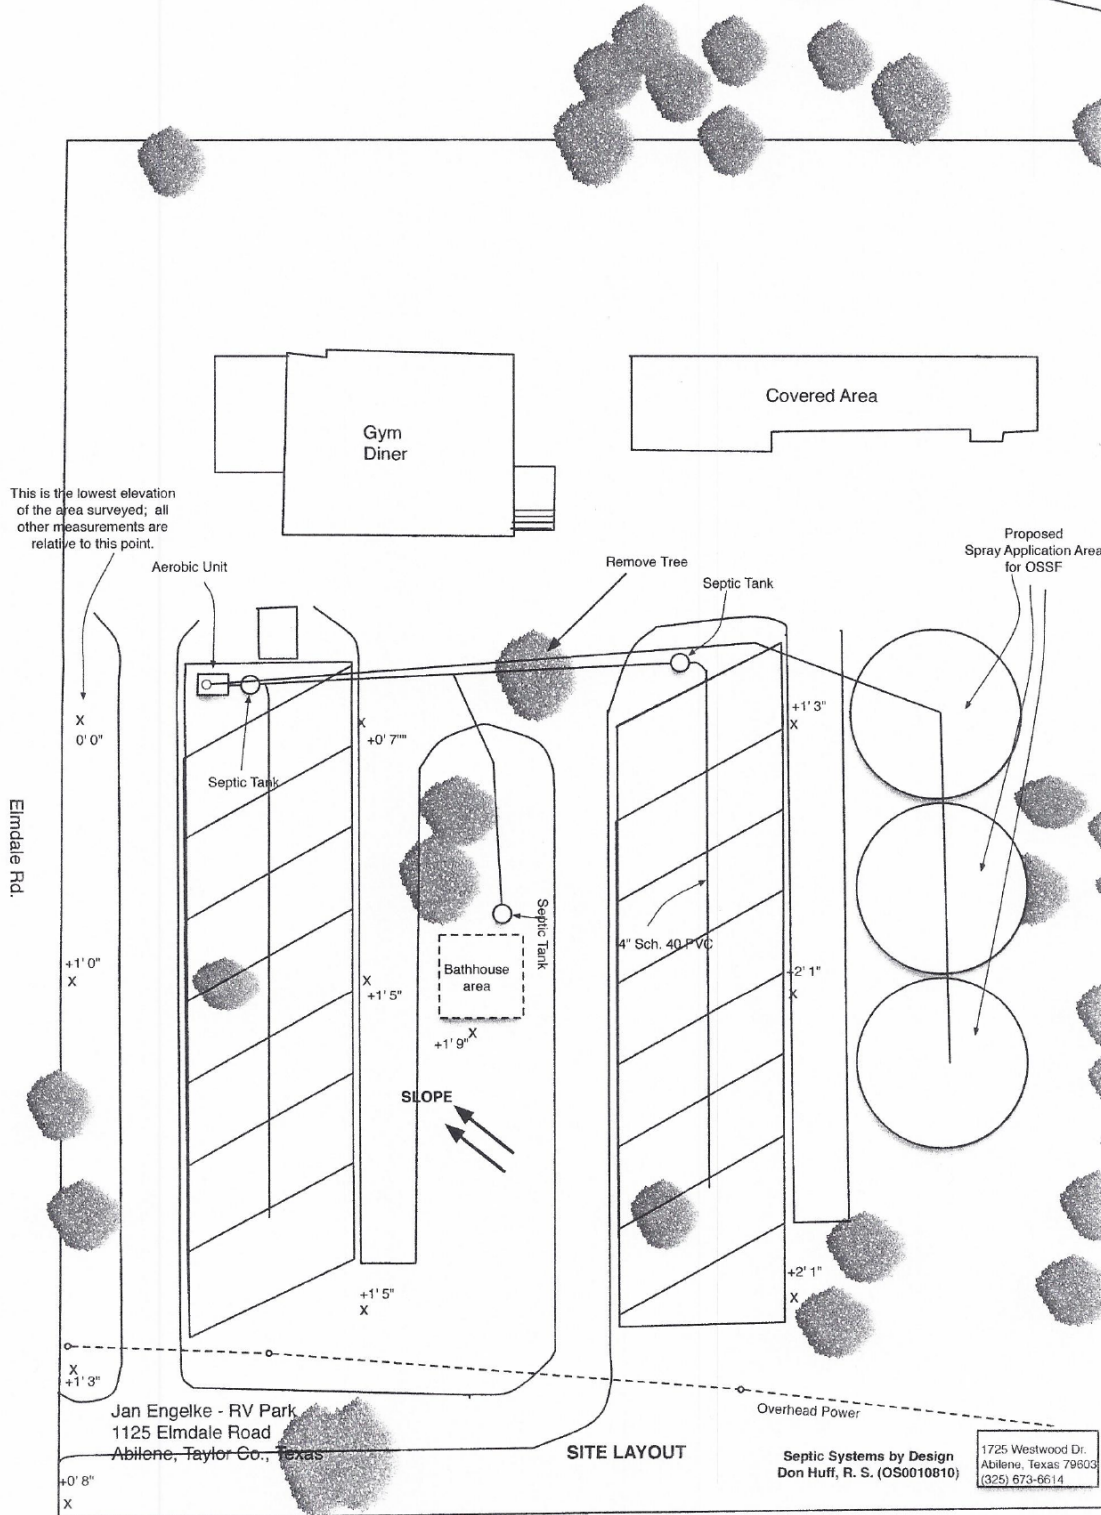 Gym
Diner
Covered Area
This is the lowest elevation
of the area surveyed; all
other measurements are
relative to this point.
Aerobic Unit
Remove Tree
Septic Tank
Proposed
Spray Application Area
for OSSF
X
0' 0"
X
+0' 7""
+1' 3"
X
Septic Tank
Elmdale Rd.
Septic Tank
4" Sch. 40 PVC
+1' 0"
X
X
+1' 5"
Bathhouse
area
+2' 1"
X
X
+1' 9"
SLOPE
+1' 5"
X
+2' 1"
X
X
+1' 3"
Overhead Power
Jan Engelke - RV Park
1125 Elmdale Road
Abilene, Taylor Co., Texas
SITE LAYOUT
Septic Systems by Design
Don Huff, R. S. (OS0010810)
1725 Westwood Dr.
Abilene, Texas 79603
(325) 673-6614
+0' 8"
X